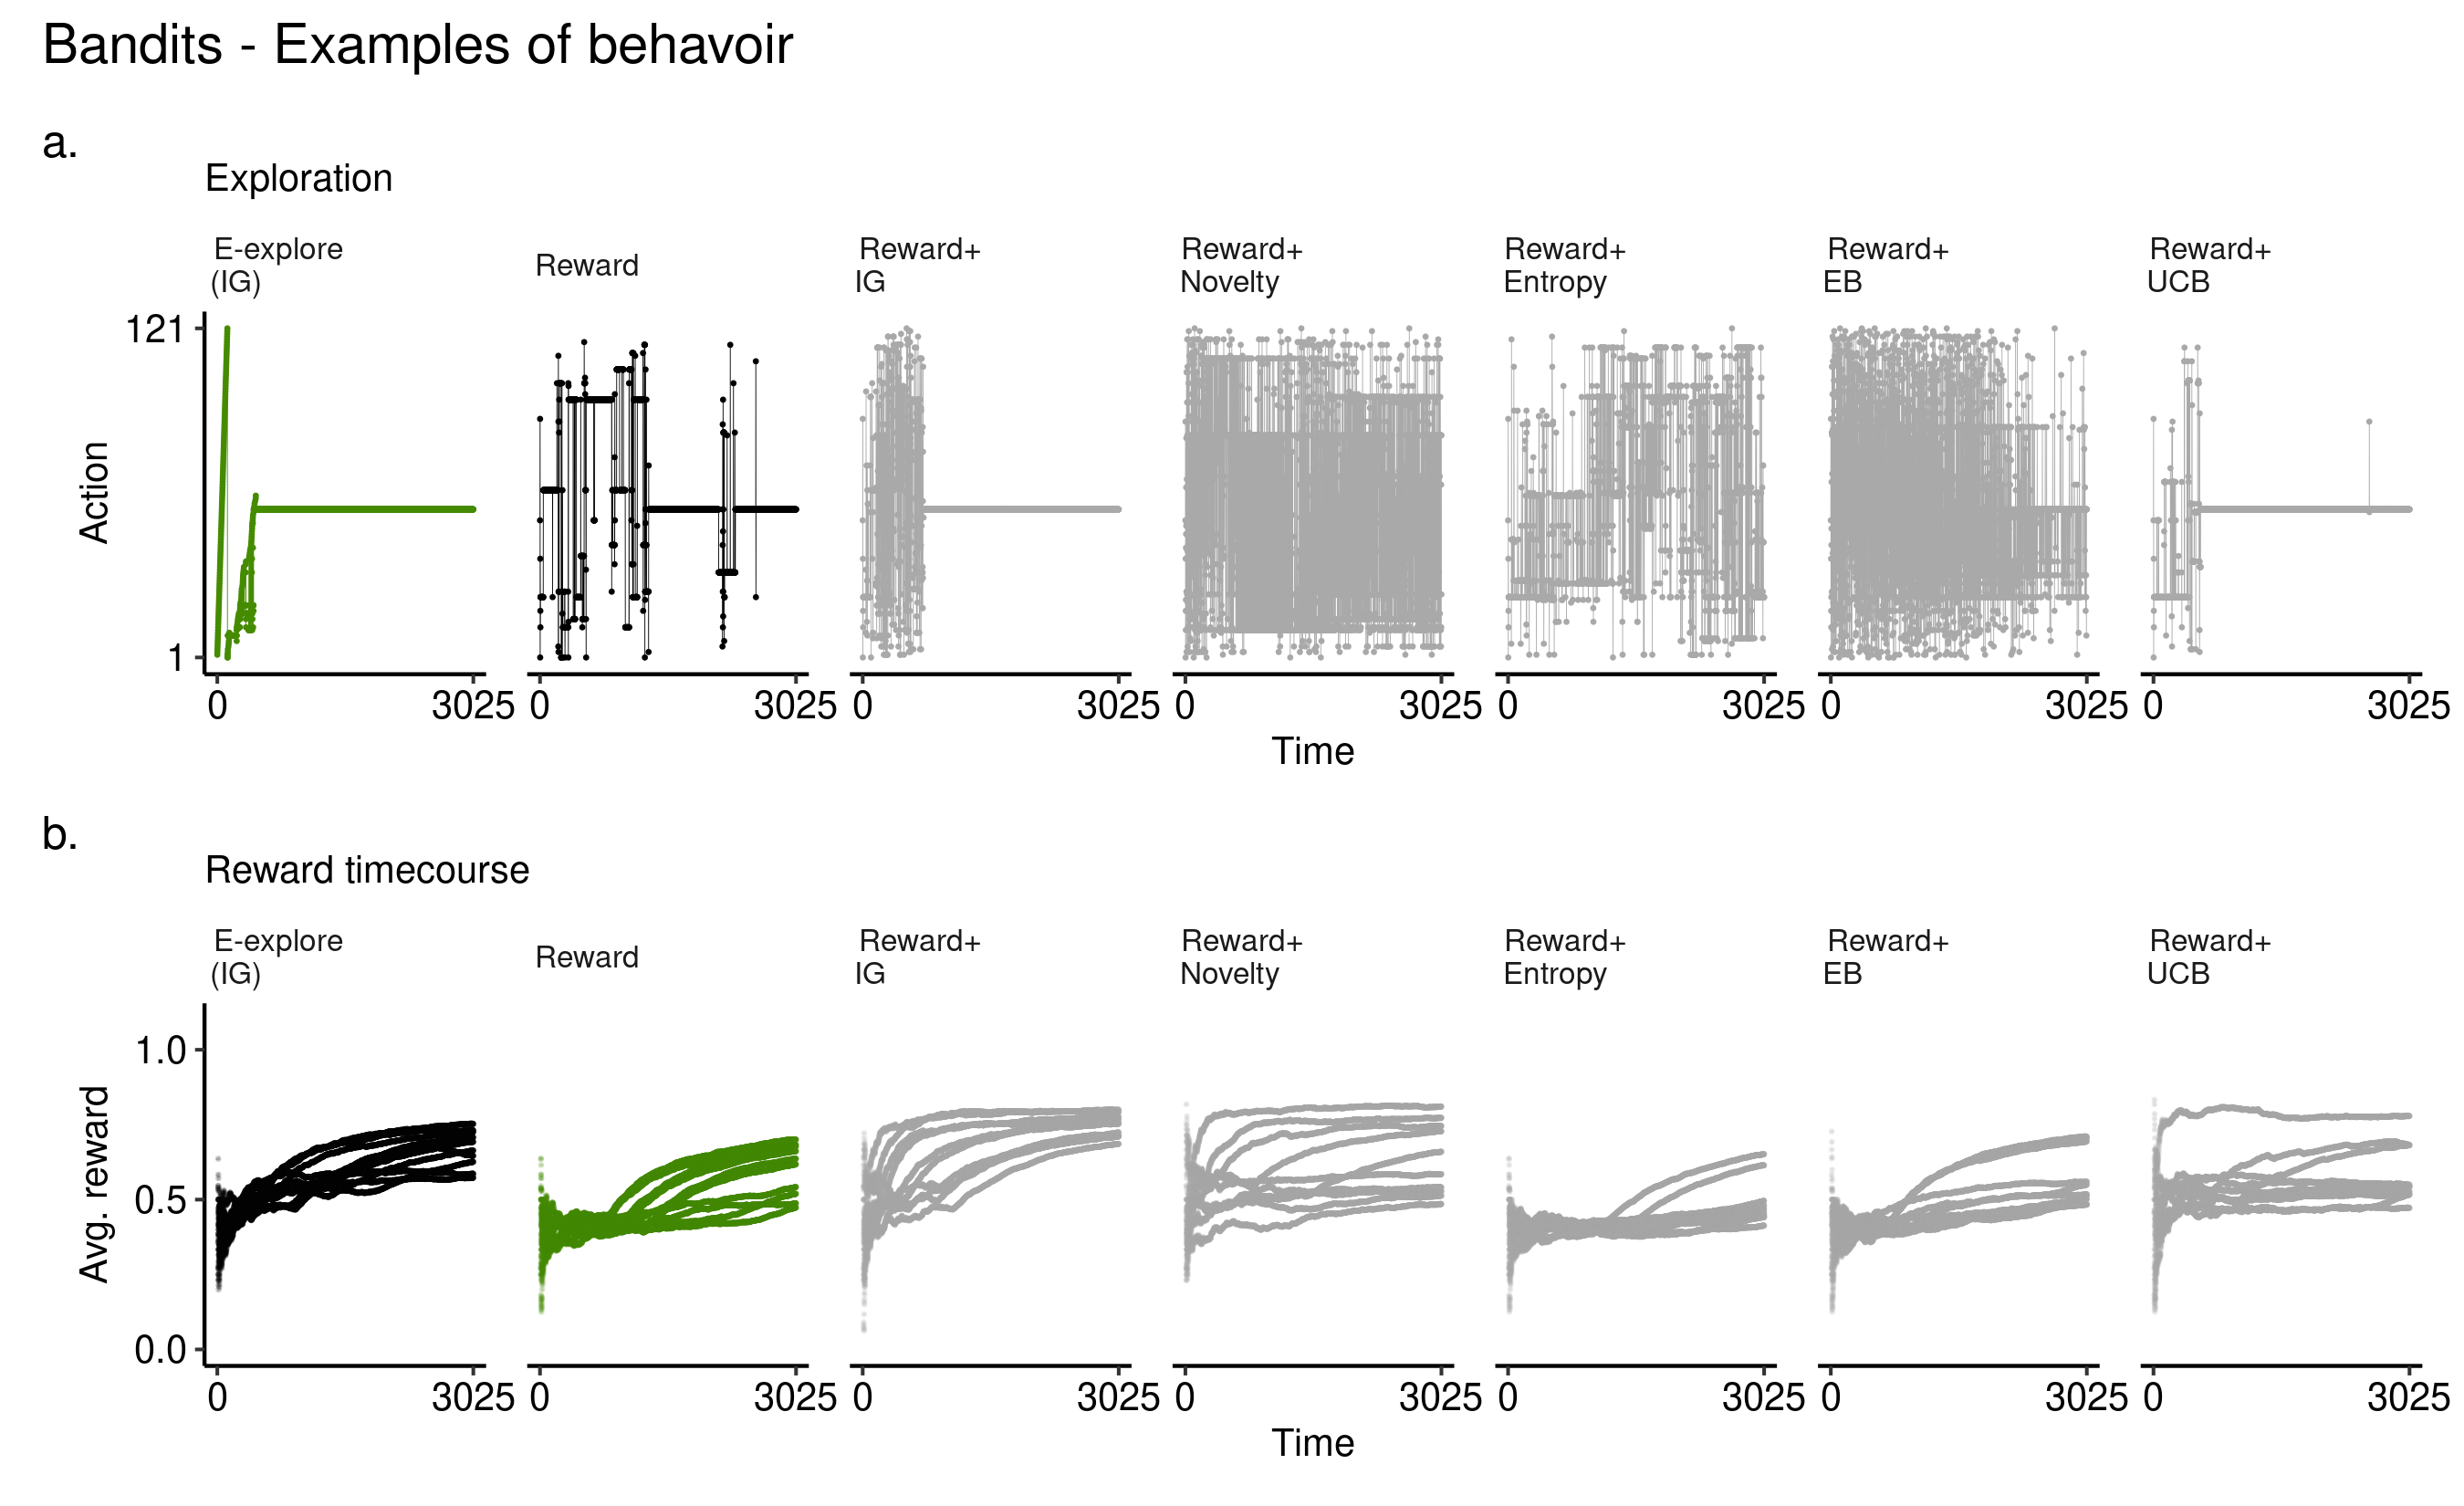 Bandits - Examples of behavoir
a.
Exploration
E-explore
(IG)
Reward
Reward+
IG
Reward+
Novelty
Reward+
Entropy
Reward+
EB
Reward+
UCB
121
1
Action
0 3025 0 3025 0 3025 0 3025 0 3025 0 3025 0 3025
Time
b.
Reward timecourse
E-explore
(IG)
Reward
Reward+
IG
Reward+
Novelty
Reward+
Entropy
Reward+
EB
Reward+
UCB
1.0
0.5
0.0
Avg. reward
0 3025 0 3025 0 3025 0 3025 0 3025 0 3025 0 3025
Time